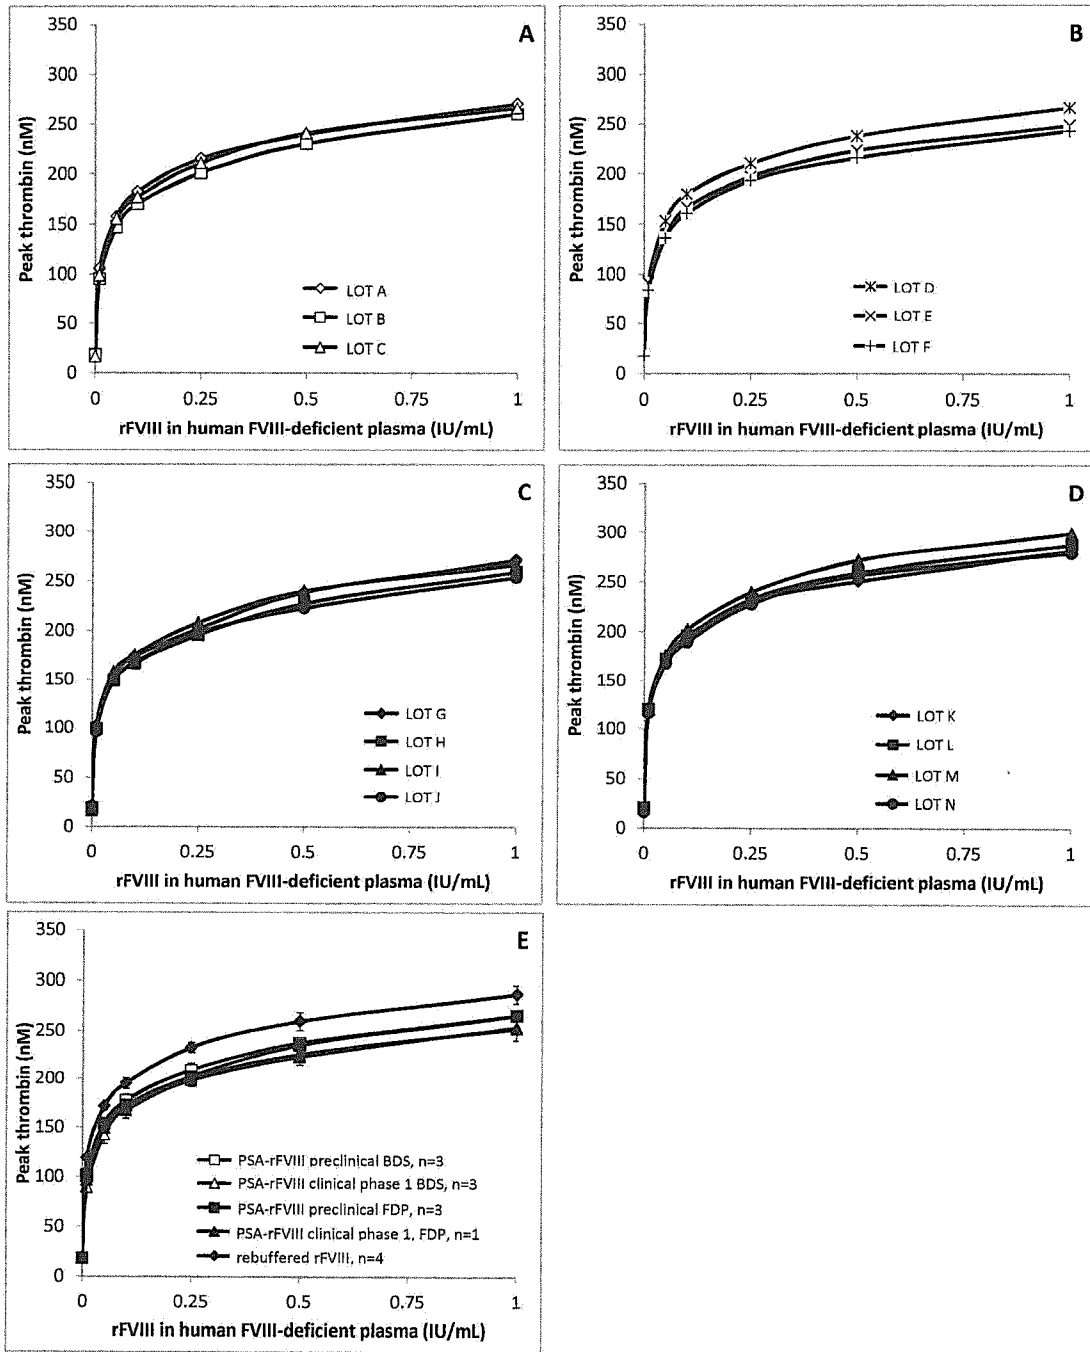 A
350
300
250
200
150
100
50
0
Peak thrombin (nM)
LOT A
LOT B
LOT C
0 0.25 0.5 0.75 1
rFVIII in human FVIII-deficient plasma (IU/mL)
B
350
300
250
200
150
100
50
0
Peak thrombin (nM)
LOT D
LOT E
LOT F
0 0.25 0.5 0.75 1
rFVIII in human FVIII-deficient plasma (IU/mL)
C
350
300
250
200
150
100
50
0
Peak thrombin (nM)
LOT G
LOT H
LOT I
LOT J
0 0.25 0.5 0.75 1
rFVIII in human FVIII-deficient plasma (IU/mL)
D
350
300
250
200
150
100
50
0
Peak thrombin (nM)
LOT K
LOT L
LOT M
LOT N
0 0.25 0.5 0.75 1
rFVIII in human FVIII-deficient plasma (IU/mL)
E
350
300
250
200
150
100
50
0
Peak thrombin (nM)
PSA-rFVIII preclinical BDS, n=3
PSA-rFVIII clinical phase 1 BDS, n=3
PSA-rFVIII preclinical FDP, n=3
PSA-rFVIII clinical phase 1, FDP, n=1
rebuffered rFVIII, n=4
0 0.25 0.5 0.75 1
rFVIII in human FVIII-deficient plasma (IU/mL)